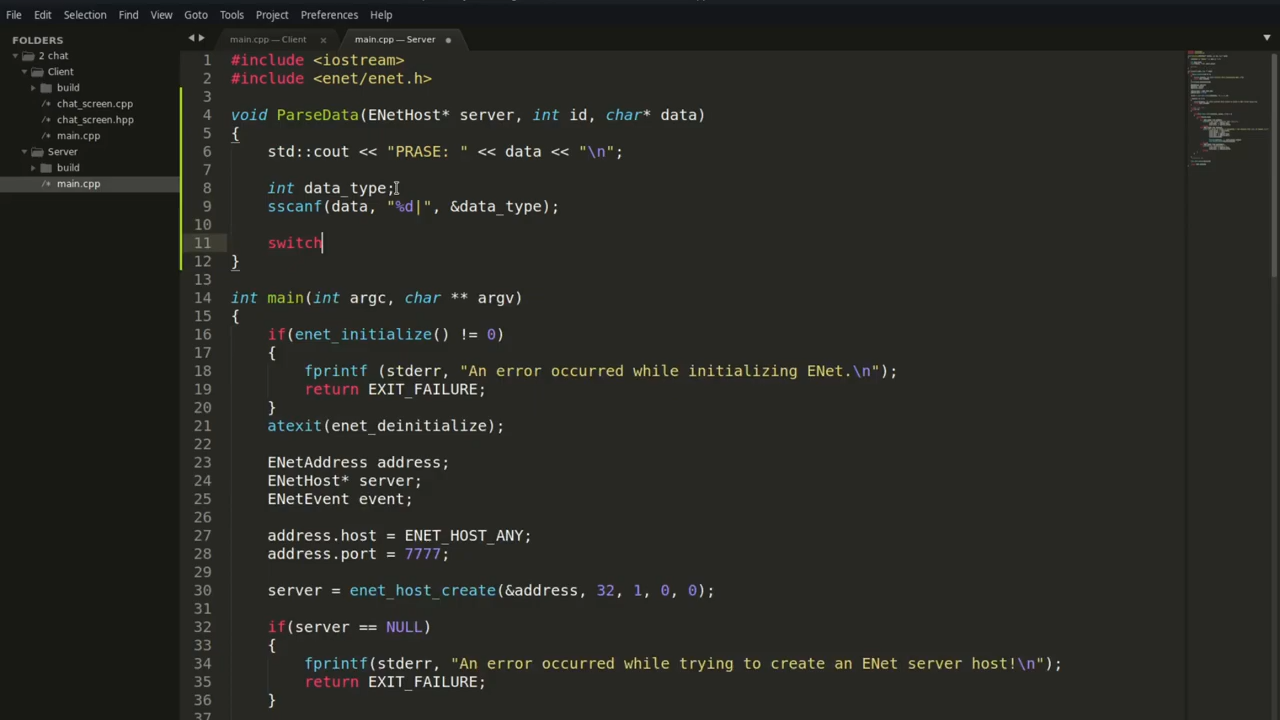 File Edit Selection Find View Goto Tools Project Preferences Help
FOLDERS
2 chat
Client
build
chat_screen.cpp
chat_screen.hpp
main.cpp
Server
build
main.cpp
main.cpp — Client
main.cpp — Server
1 #include <iostream>
2 #include <enet/enet.h>
3
4 void ParseData(ENetHost* server, int id, char* data)
5 {
6 std::cout << "PRASE: " << data << "\n";
7
8 int data_type;
9 sscanf(data, "%d|", &data_type);
10
11 switch
12 }
13
14 int main(int argc, char ** argv)
15 {
16 if(enet_initialize() != 0)
17 {
18 fprintf (stderr, "An error occurred while initializing ENet.\n");
19 return EXIT_FAILURE;
20 }
21 atexit(enet_deinitialize);
22
23 ENetAddress address;
24 ENetHost* server;
25 ENetEvent event;
26
27 address.host = ENET_HOST_ANY;
28 address.port = 7777;
29
30 server = enet_host_create(&address, 32, 1, 0, 0);
31
32 if(server == NULL)
33 {
34 fprintf(stderr, "An error occurred while trying to create an ENet server host!\n");
35 return EXIT_FAILURE;
36 }
37